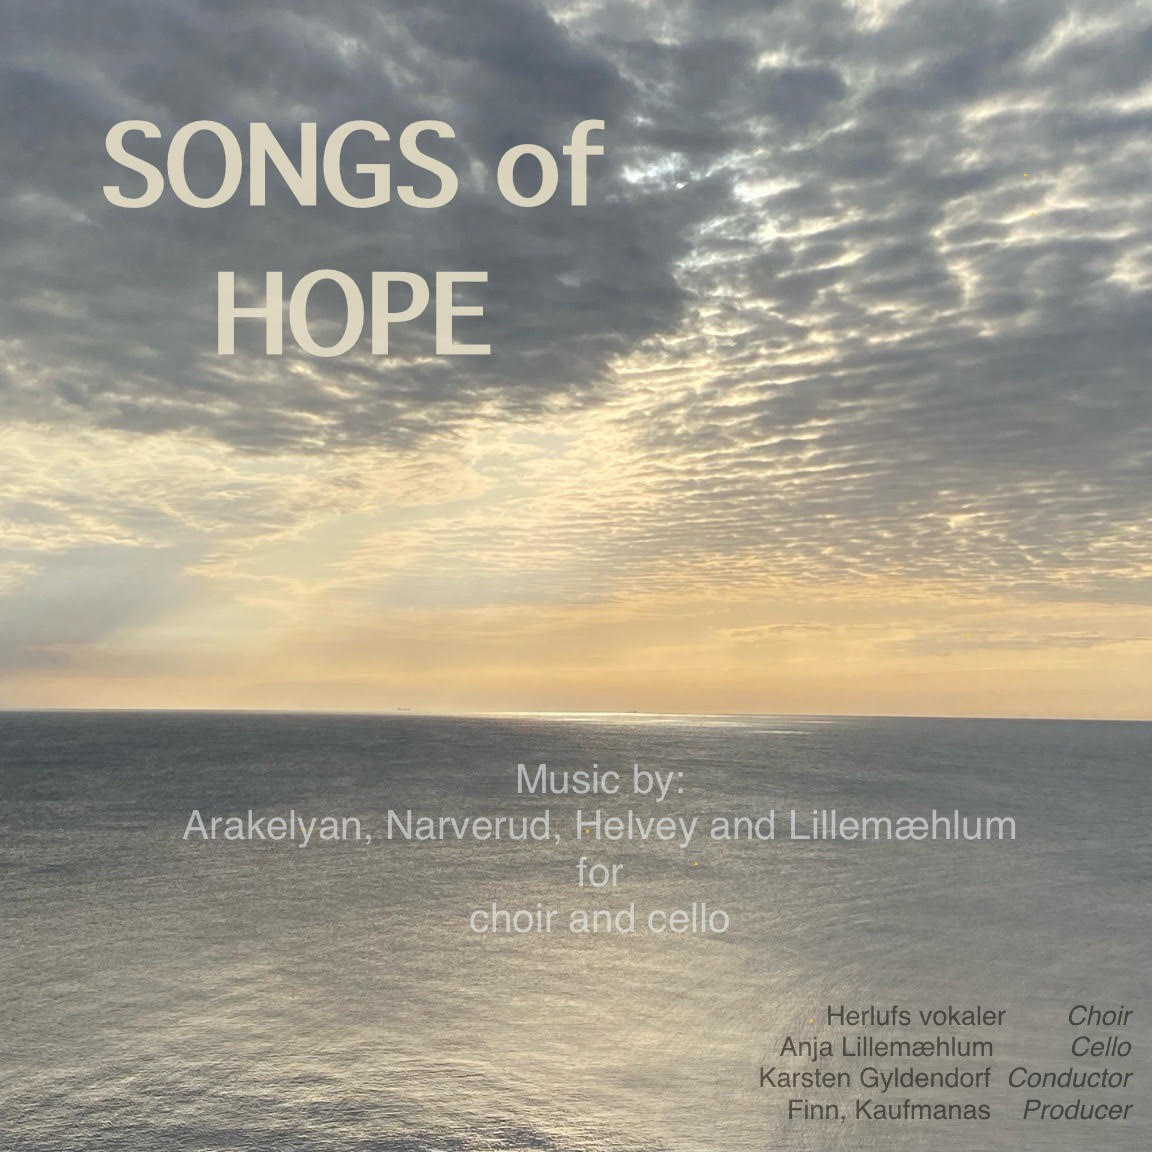 SONGS of
HOPE
Music by:
Arakelyan, Narverud, Helvey and Lillemæhlum
for
choir and cello
Herlufs vokaler Choir
Anja Lillemæhlum Cello
Karsten Gyldendorf Conductor
Finn, Kaufmanas Producer